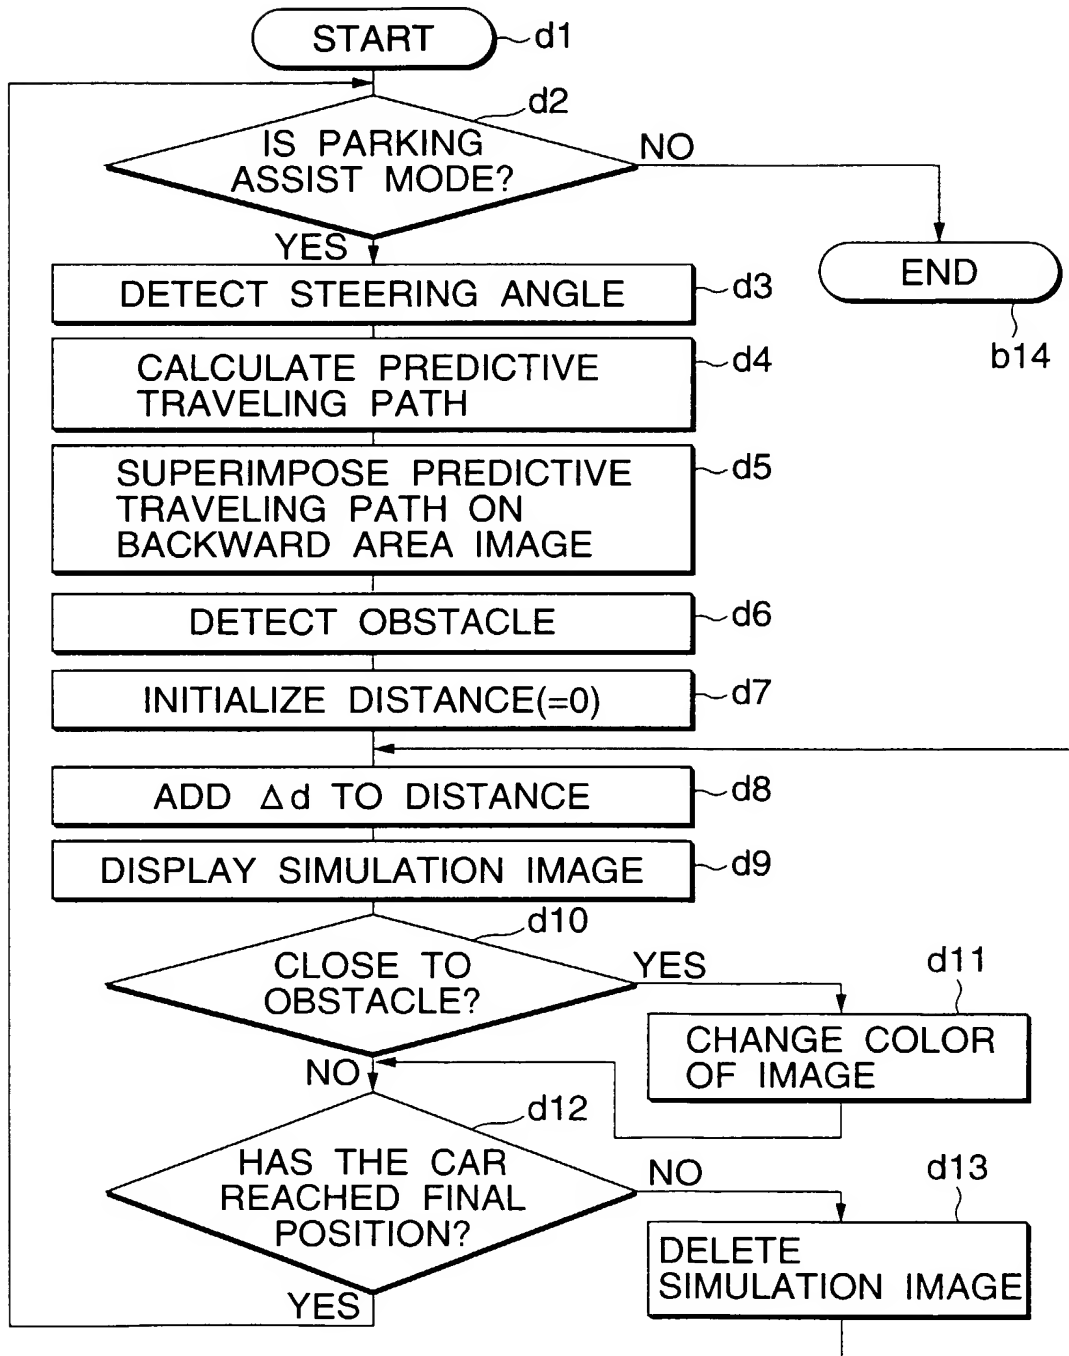 START
d1
d2
IS PARKING
ASSIST MODE?
NO
YES
END
b14
DETECT STEERING ANGLE
d3
CALCULATE PREDICTIVE
TRAVELING PATH
d4
SUPERIMPOSE PREDICTIVE
TRAVELING PATH ON
BACKWARD AREA IMAGE
d5
DETECT OBSTACLE
d6
INITIALIZE DISTANCE(=0)
d7
ADD Δd TO DISTANCE
d8
DISPLAY SIMULATION IMAGE
d9
d10
CLOSE TO
OBSTACLE?
YES
d11
CHANGE COLOR
OF IMAGE
NO
d12
HAS THE CAR
REACHED FINAL
POSITION?
NO
d13
DELETE
SIMULATION IMAGE
YES